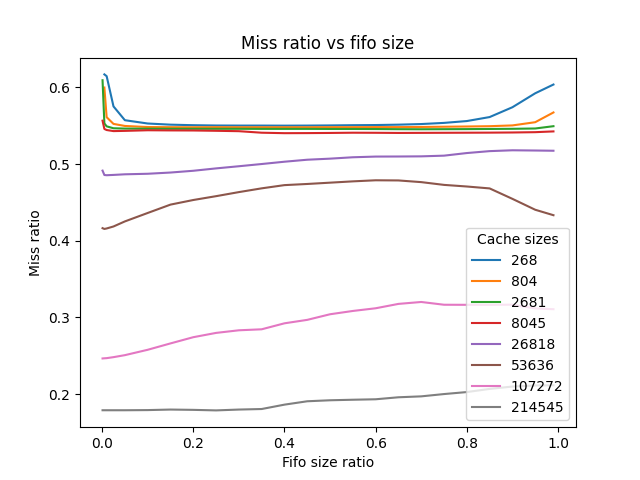 Miss ratio vs fifo size
Miss ratio
0.6
0.5
0.4
0.3
0.2
Cache sizes
268
804
2681
8045
26818
53636
107272
214545
0.0 0.2 0.4 0.6 0.8 1.0
Fifo size ratio